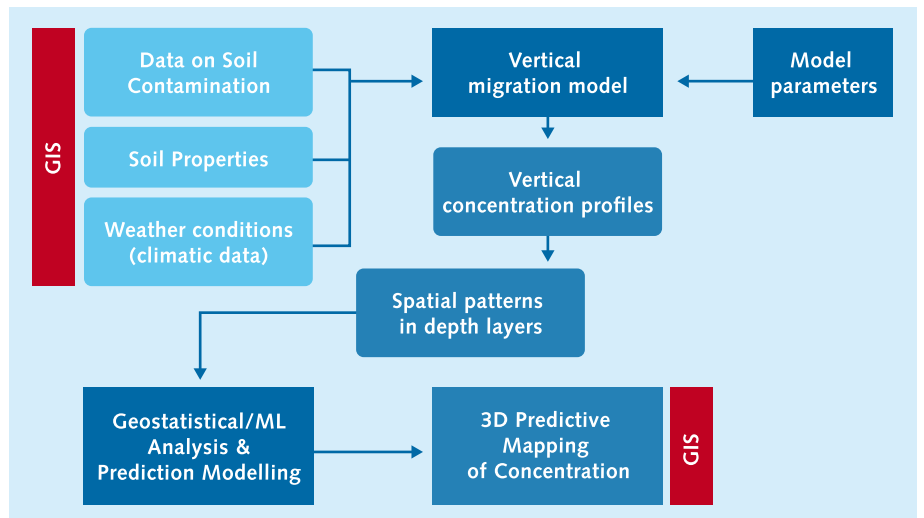 GIS
Data on Soil
Contamination
Soil Properties
Weather conditions
(climatic data)
Vertical
migration model
Model
parameters
Vertical
concentration profiles
Spatial patterns
in depth layers
Geostatistical/ML
Analysis &
Prediction Modelling
3D Predictive
Mapping
of Concentration
GIS